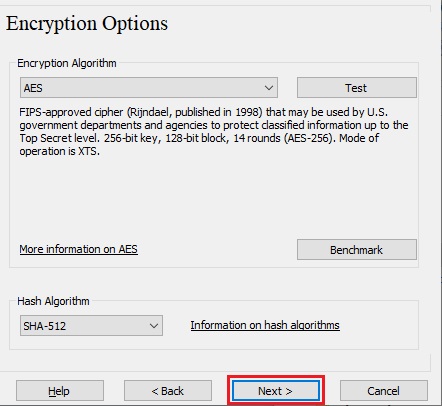 Encryption Options
Encryption Algorithm
AES
Test
FIPS-approved cipher (Rijndael, published in 1998) that may be used by U.S.
government departments and agencies to protect classified information up to the
Top Secret level. 256-bit key, 128-bit block, 14 rounds (AES-256). Mode of
operation is XTS.
More information on AES
Benchmark
Hash Algorithm
SHA-512
Information on hash algorithms
Help
< Back
Next >
Cancel